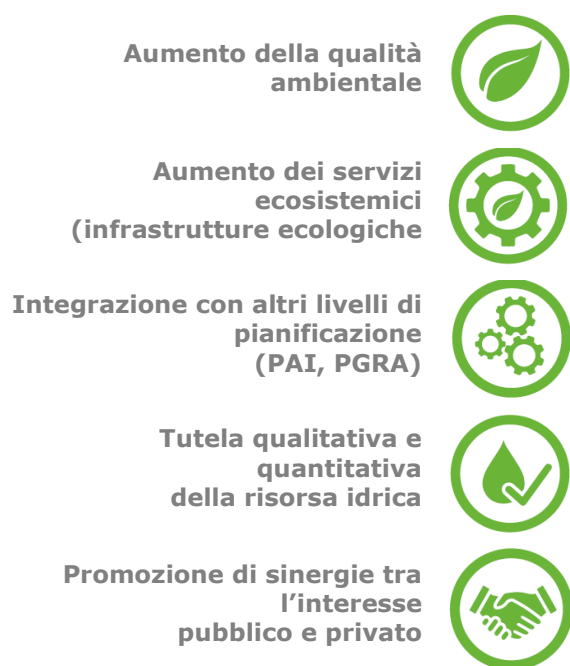 Aumento della qualità
ambientale
Aumento dei servizi
ecosistemici
(infrastrutture ecologiche
Integrazione con altri livelli di
pianificazione
(PAI, PGRA)
Tutela qualitativa e
quantitativa
della risorsa idrica
Promozione di sinergie tra
l’interesse
pubblico e privato